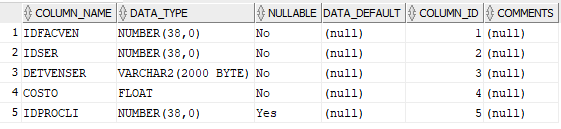 COLUMN_NAME DATA_TYPE NULLABLE DATA_DEFAULT COLUMN_ID COMMENTS
1 IDFACVEN NUMBER(38,0) No (null) 1 (null)
2 IDSER NUMBER(38,0) No (null) 2 (null)
3 DETVENSER VARCHAR2(2000 BYTE) No (null) 3 (null)
4 COSTO FLOAT No (null) 4 (null)
5 IDPROCLI NUMBER(38,0) Yes (null) 5 (null)